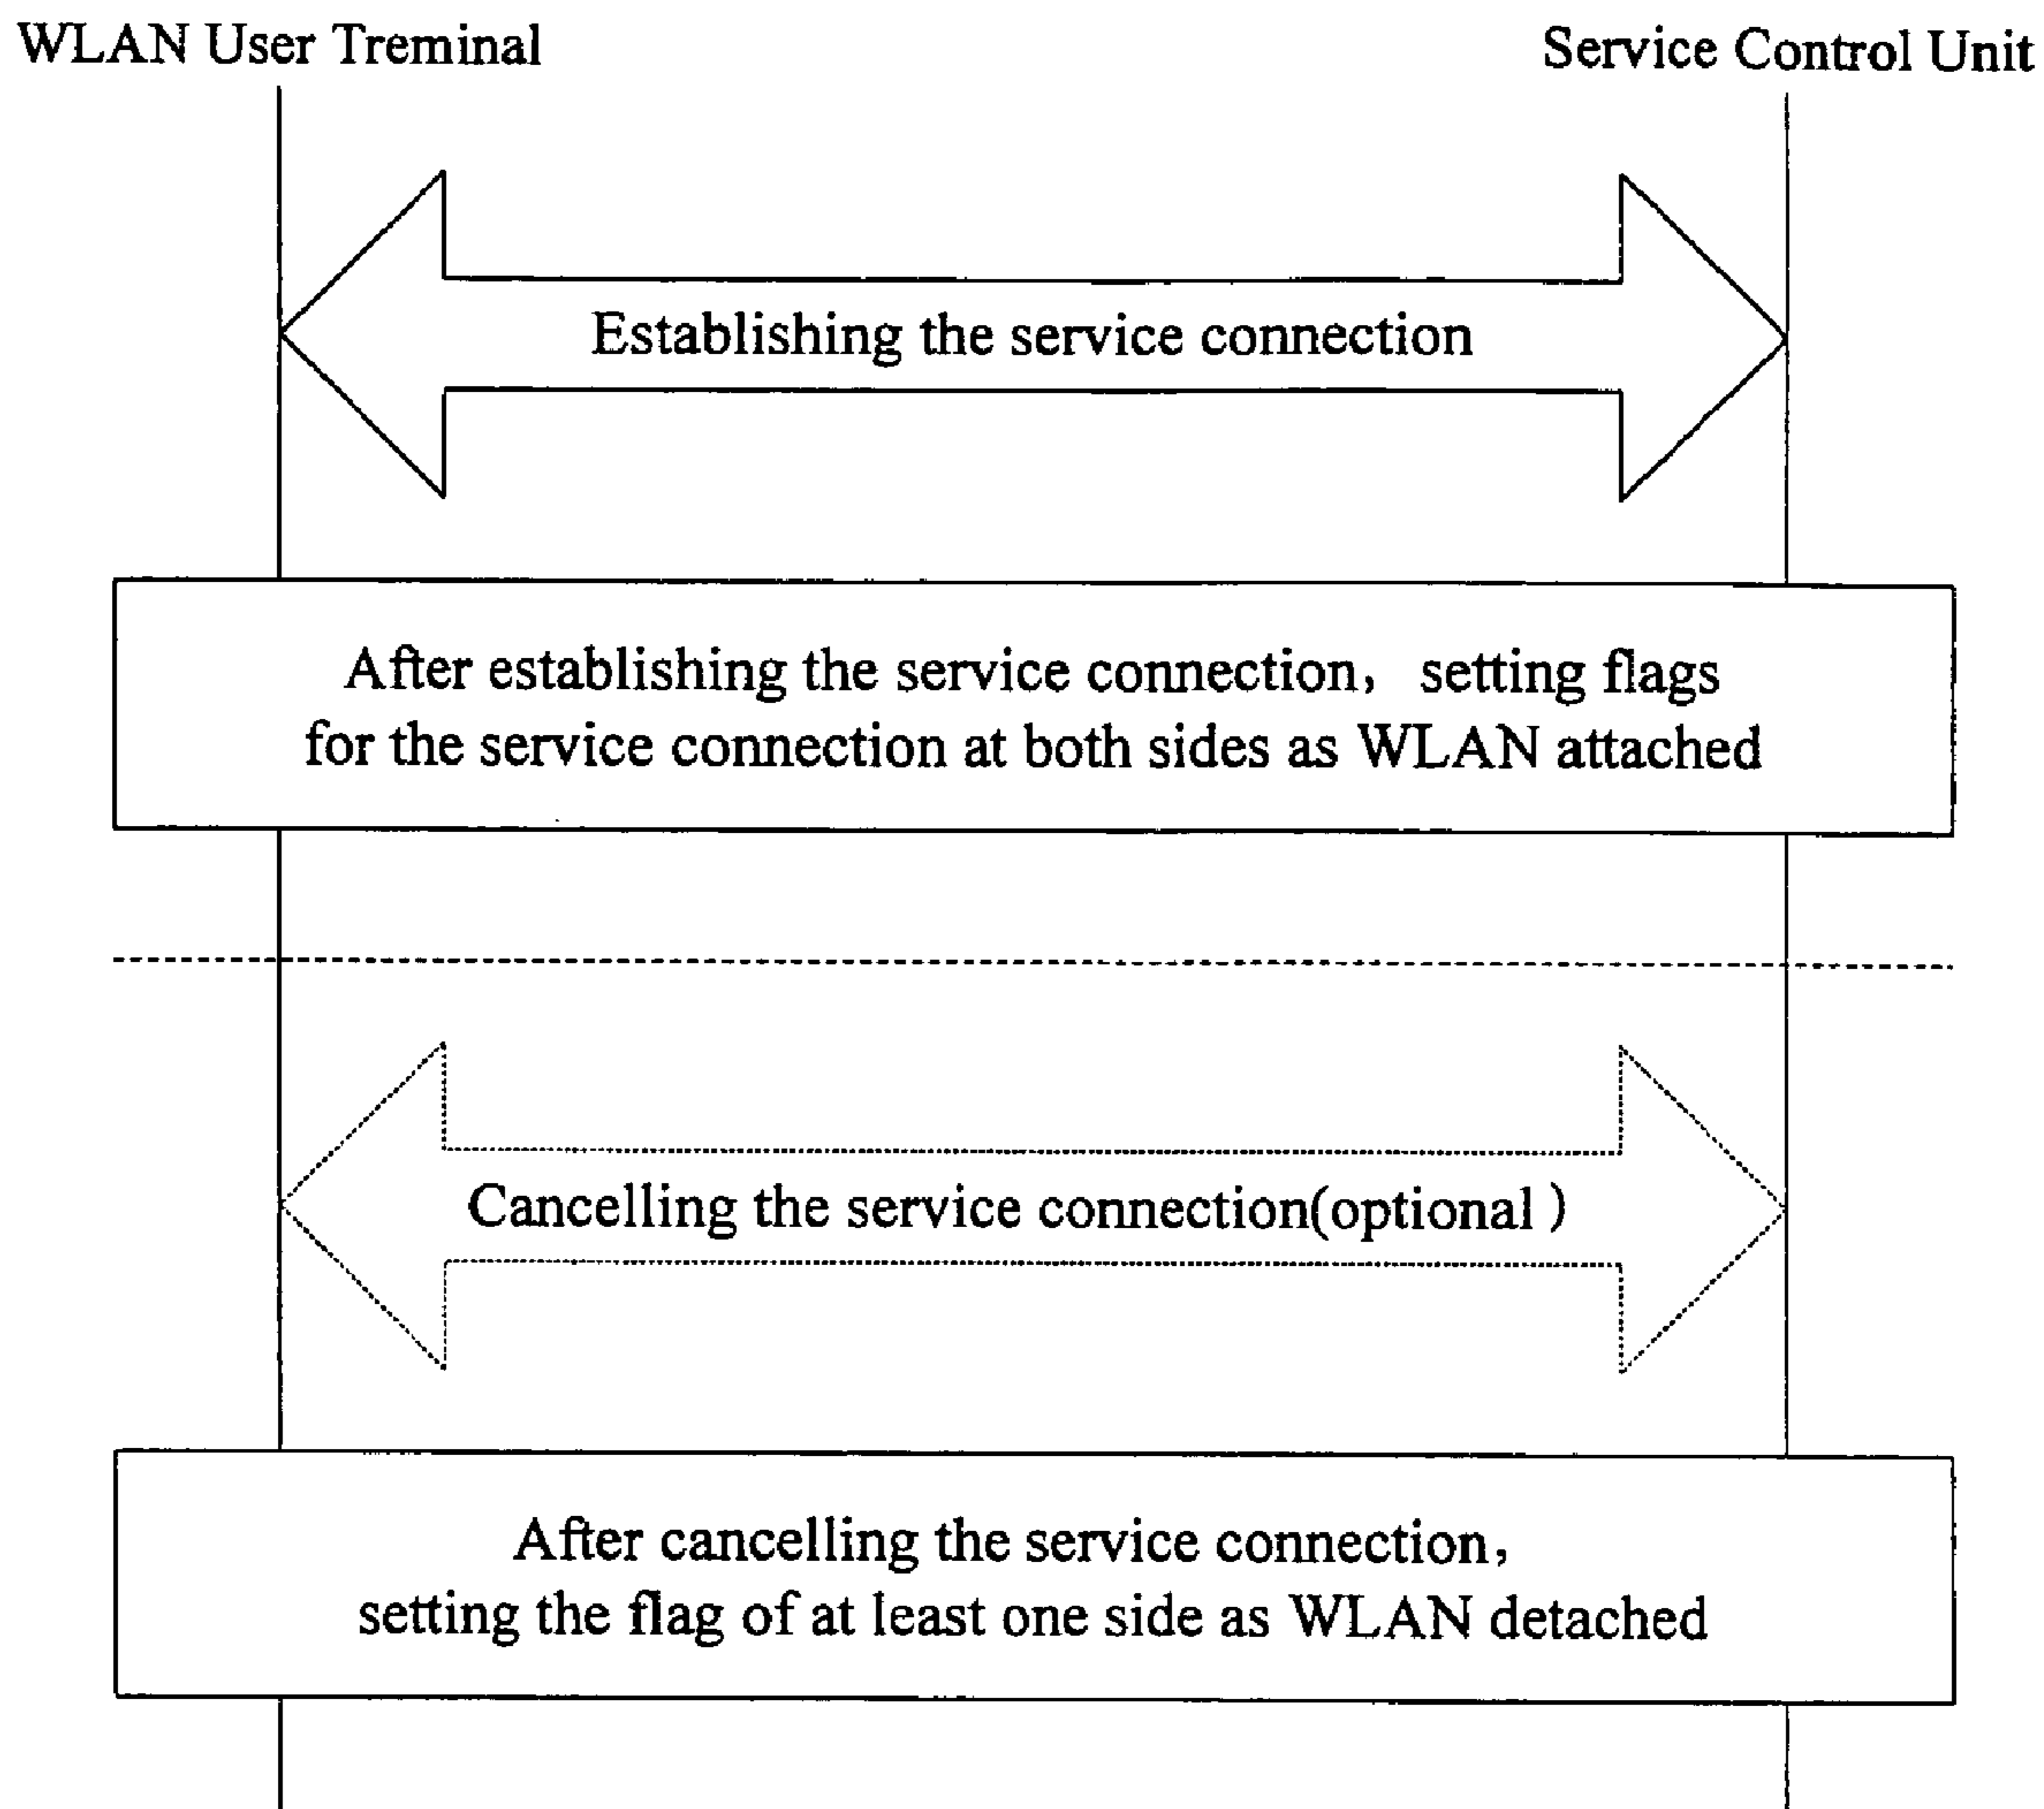 WLAN User Treminal
Service Control Unit
Establishing the service connection
After establishing the service connection, setting flags
for the service connection at both sides as WLAN attached
Cancelling the service connection(optional )
After cancelling the service connection,
setting the flag of at least one side as WLAN detached